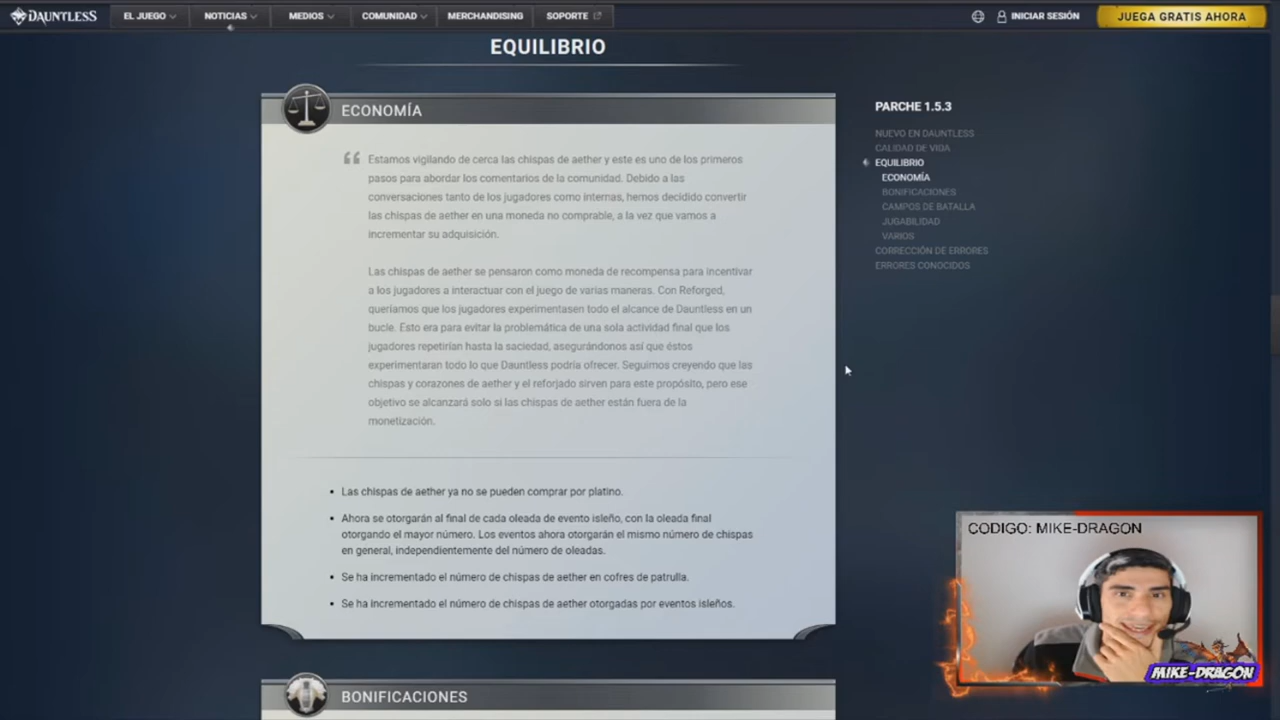 DAUNTLESS
EL JUEGO
NOTICIAS
MEDIOS
COMUNIDAD
MERCHANDISING
SOPORTE
INICIAR SESIÓN
JUEGA GRATIS AHORA
EQUILIBRIO
ECONOMÍA
Estamos vigilando de cerca las chispas de aether y este es uno de los primeros
pasos para abordar los comentarios de la comunidad. Debido a las
conversaciones tanto de los jugadores como internas, hemos decidido convertir
las chispas de aether en una moneda no comprable, a la vez que vamos a
incrementar su adquisición.
Las chispas de aether se pensaron como moneda de recompensa para incentivar
a los jugadores a interactuar con el juego de varias maneras. Con Reforged,
queríamos que los jugadores experimentasen todo el alcance de Dauntless en un
bucle. Esto era para evitar la problemática de una sola actividad final que los
jugadores repetirían hasta la saciedad, asegurándonos así que éstos
experimentaran todo lo que Dauntless podría ofrecer. Seguimos creyendo que las
chispas y corazones de aether y el reforjado sirven para este propósito, pero ese
objetivo se alcanzará solo si las chispas de aether están fuera de la
monetización.
• Las chispas de aether ya no se pueden comprar por platino.
• Ahora se otorgarán al final de cada oleada de evento isleño, con la oleada final
otorgando el mayor número. Los eventos ahora otorgarán el mismo número de chispas
en general, independientemente del número de oleadas.
• Se ha incrementado el número de chispas de aether en cofres de patrulla.
• Se ha incrementado el número de chispas de aether otorgadas por eventos isleños.
BONIFICACIONES
PARCHE 1.5.3
NUEVO EN DAUNTLESS
CALIDAD DE VIDA
EQUILIBRIO
ECONOMÍA
BONIFICACIONES
CAMPOS DE BATALLA
JUGABILIDAD
VARIOS
CORRECCIÓN DE ERRORES
ERRORES CONOCIDOS
CODIGO: MIKE-DRAGON
MIKE-DRAGON